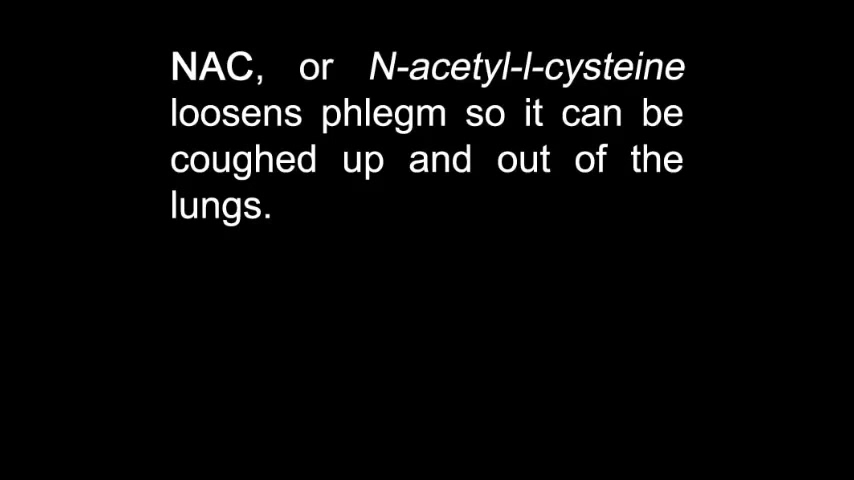 NAC, or N-acetyl-l-cysteine
loosens phlegm so it can be
coughed up and out of the
lungs.